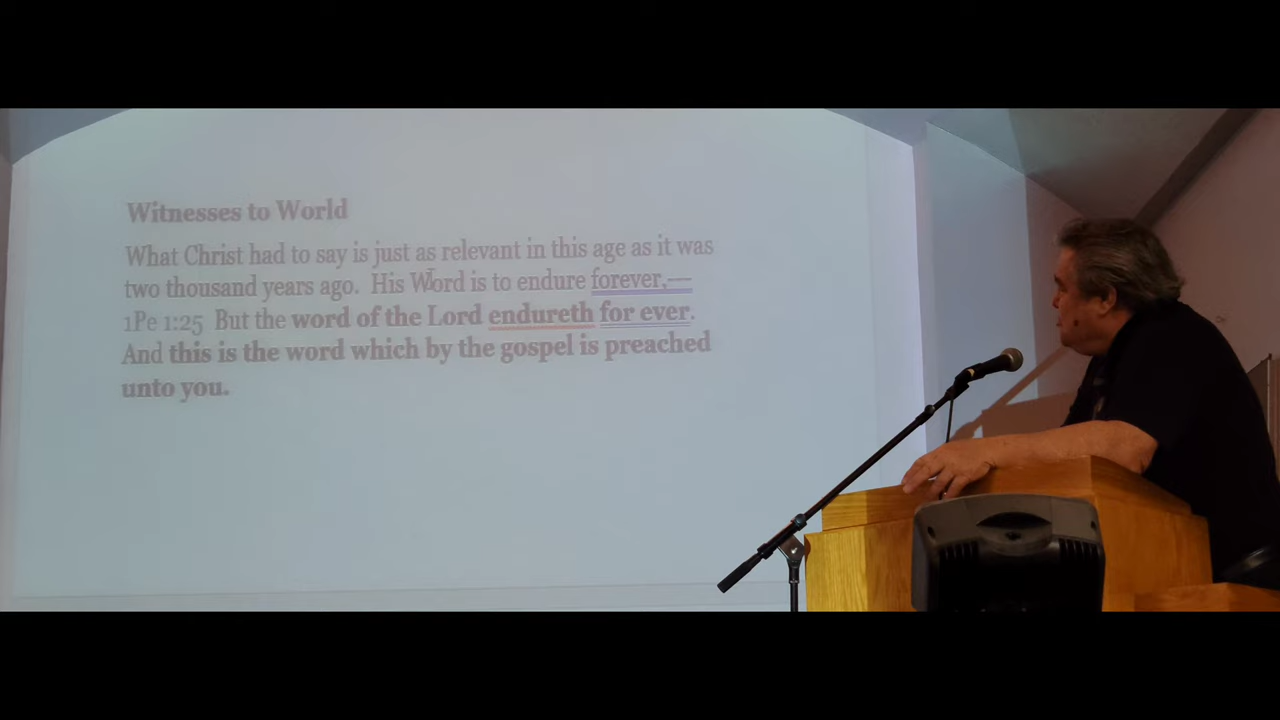 Witnesses to World
What Christ had to say is just as relevant in this age as it was
two thousand years ago.  His Word is to endure forever,—
1Pe 1:25  But the word of the Lord endureth for ever.
And this is the word which by the gospel is preached
unto you.